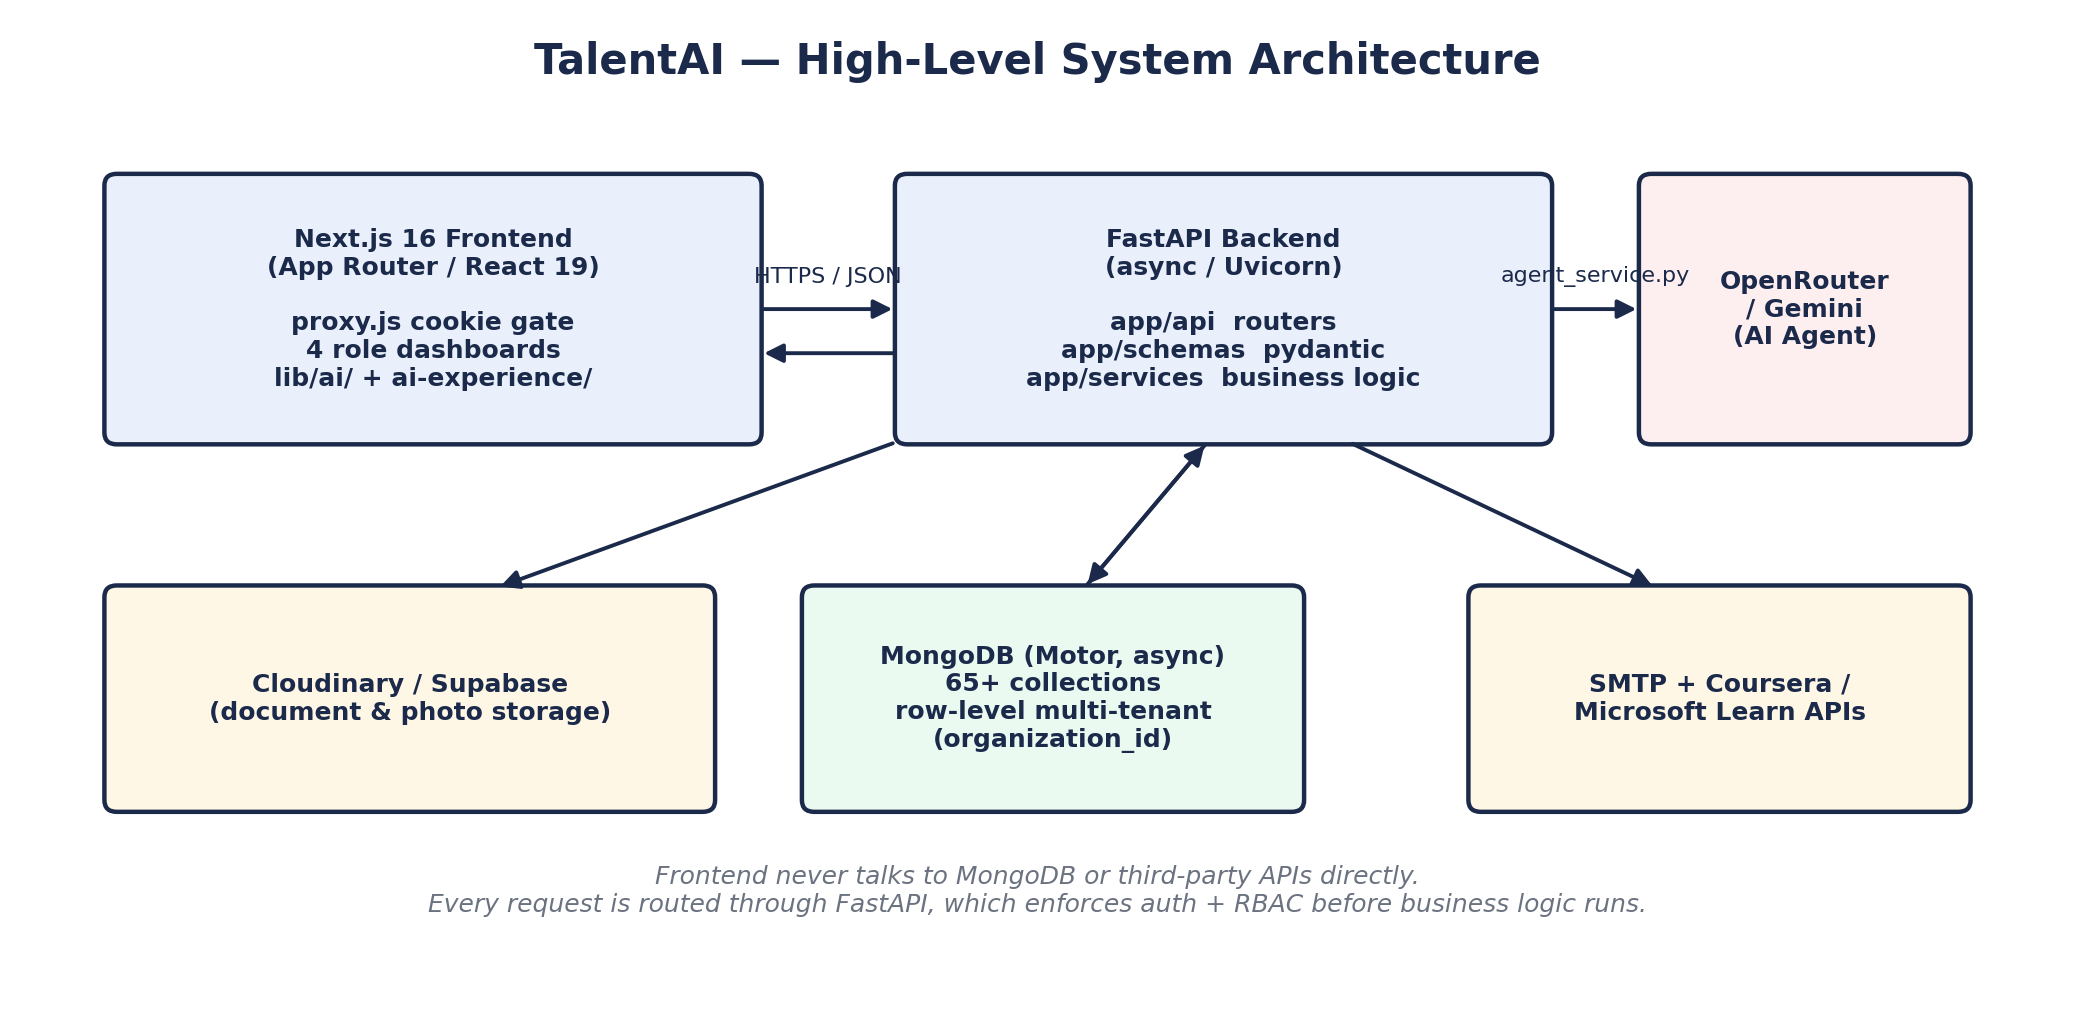 TalentAI — High-Level System Architecture
Next.js 16 Frontend
(App Router / React 19)
proxy.js cookie gate
4 role dashboards
lib/ai/ + ai-experience/
HTTPS / JSON
FastAPI Backend
(async / Uvicorn)
app/api  routers
app/schemas  pydantic
app/services  business logic
agent_service.py
OpenRouter
/ Gemini
(AI Agent)
Cloudinary / Supabase
(document & photo storage)
MongoDB (Motor, async)
65+ collections
row-level multi-tenant
(organization_id)
SMTP + Coursera /
Microsoft Learn APIs
Frontend never talks to MongoDB or third-party APIs directly.
Every request is routed through FastAPI, which enforces auth + RBAC before business logic runs.